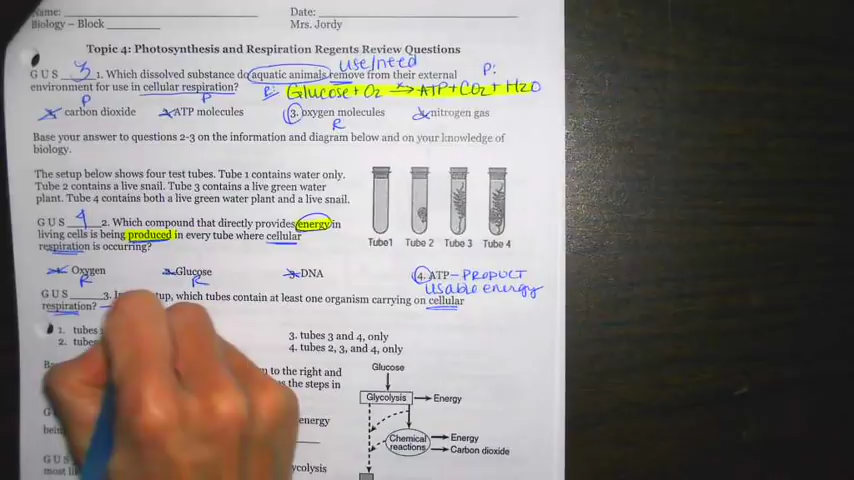 Name: Date:
Biology – Block Mrs. Jordy
Topic 4: Photosynthesis and Respiration Regents Review Questions
use/need
G U S 3 1. Which dissolved substance do aquatic animals remove from their external
P:
environment for use in cellular respiration? R: Glucose + O2 → ATP + CO2 + H2O
P P
carbon dioxide ATP molecules 3. oxygen molecules nitrogen gas
R
Base your answer to questions 2-3 on the information and diagram below and on your knowledge of
biology.
The setup below shows four test tubes. Tube 1 contains water only.
Tube 2 contains a live snail. Tube 3 contains a live green water
plant. Tube 4 contains both a live green water plant and a live snail.
Tube1 Tube 2 Tube 3 Tube 4
G U S 4 2. Which compound that directly provides energy in
living cells is being produced in every tube where cellular
respiration is occurring?
Oxygen Glucose 3. DNA 4. ATP – PRODUCT
R R usable energy
G U S 3. which tubes contain at least one organism carrying on cellular
respiration?
1. tubes 3. tubes 3 and 4, only
2. tubes 4. tubes 2, 3, and 4, only
to the right and
the steps in
Glucose
Glycolysis → Energy
energy
Chemical reactions → Energy
→ Carbon dioxide
G U S
most